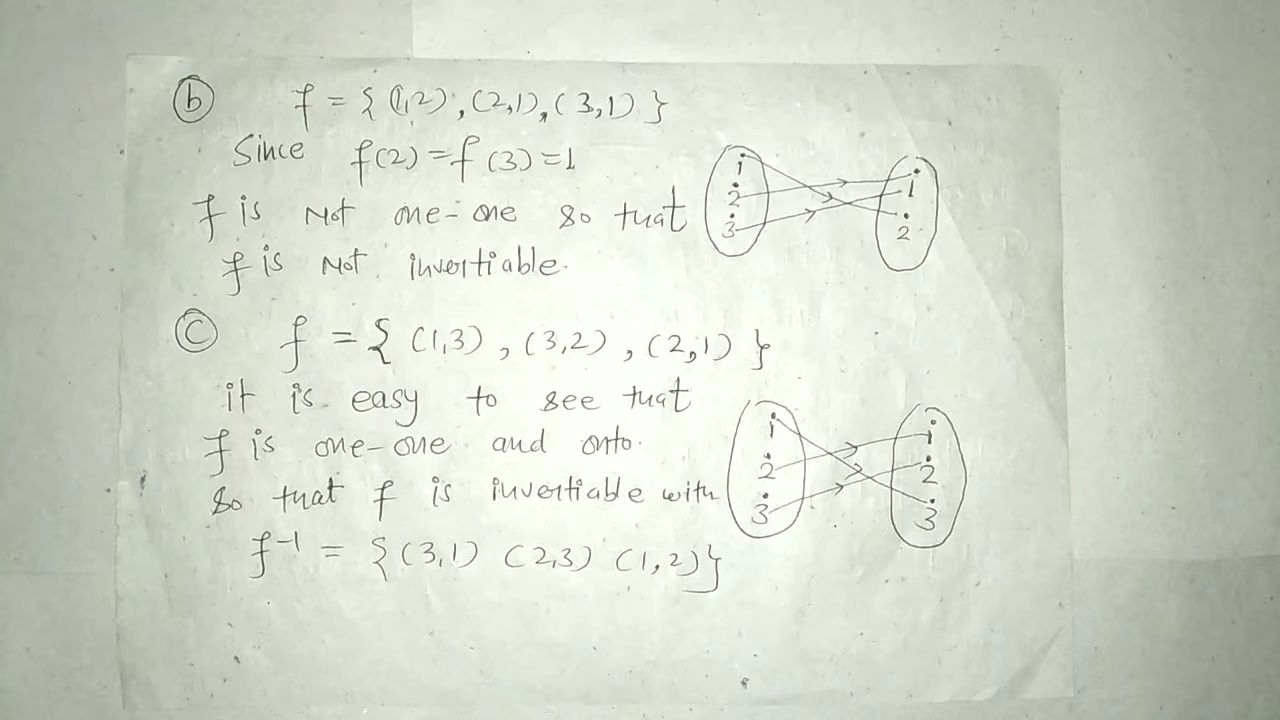 ⓑ f = { (1,2), (2,1), (3,1) }
Since f(2) = f(3) = 1
f is Not one-one so that
f is Not invertiable.
1
2
3
1
2
ⓒ f = { (1,3), (3,2), (2,1) }
it is easy to see that
f is one-one and onto.
So that f is invertiable with
f⁻¹ = { (3,1) (2,3) (1,2) }
1
2
3
1
2
3